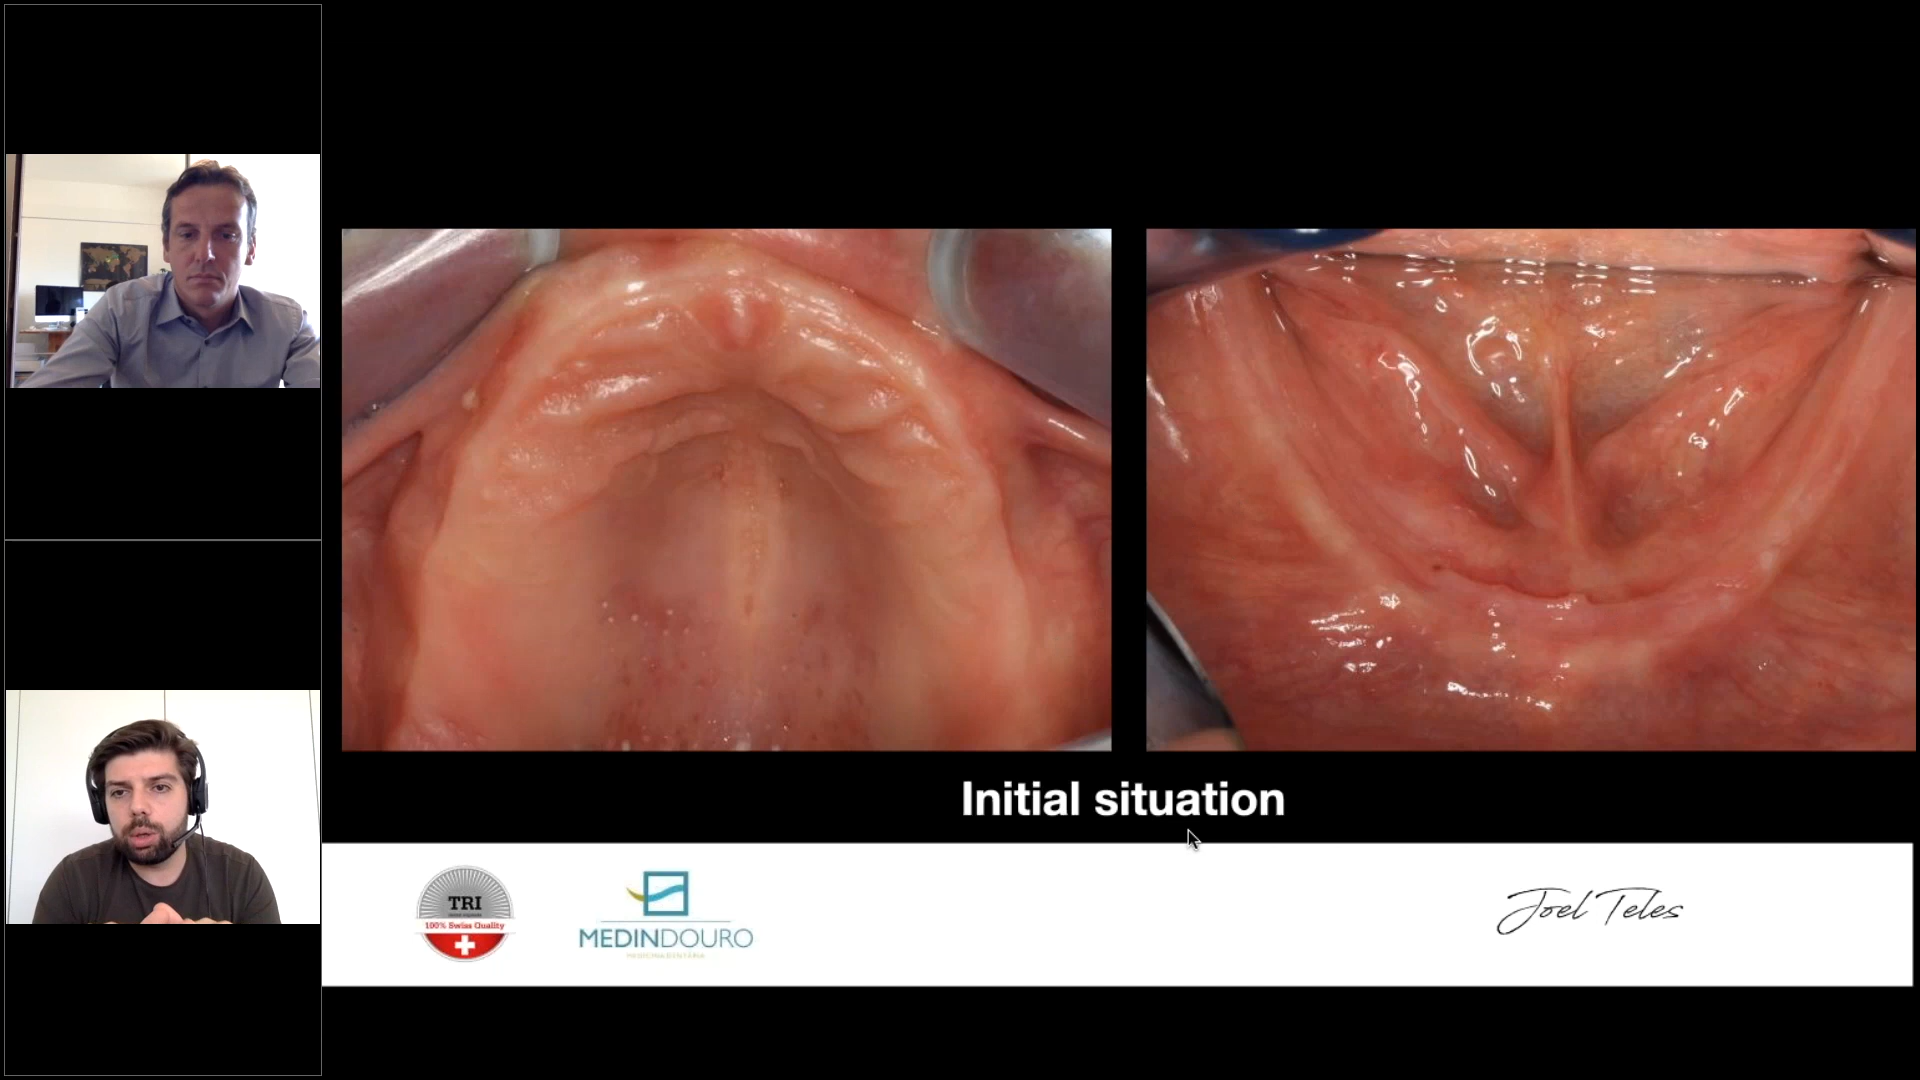 Initial situation
TRI
100% Swiss Quality
MEDINDOURO
Joel Teles